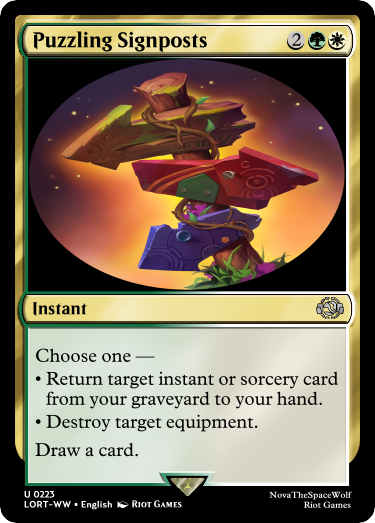 Puzzling Signposts 2
Instant
Choose one —
• Return target instant or sorcery card
from your graveyard to your hand.
• Destroy target equipment.
Draw a card.
U 0223
LORT-WW • English RIOT GAMES
NovaTheSpaceWolf
Riot Games